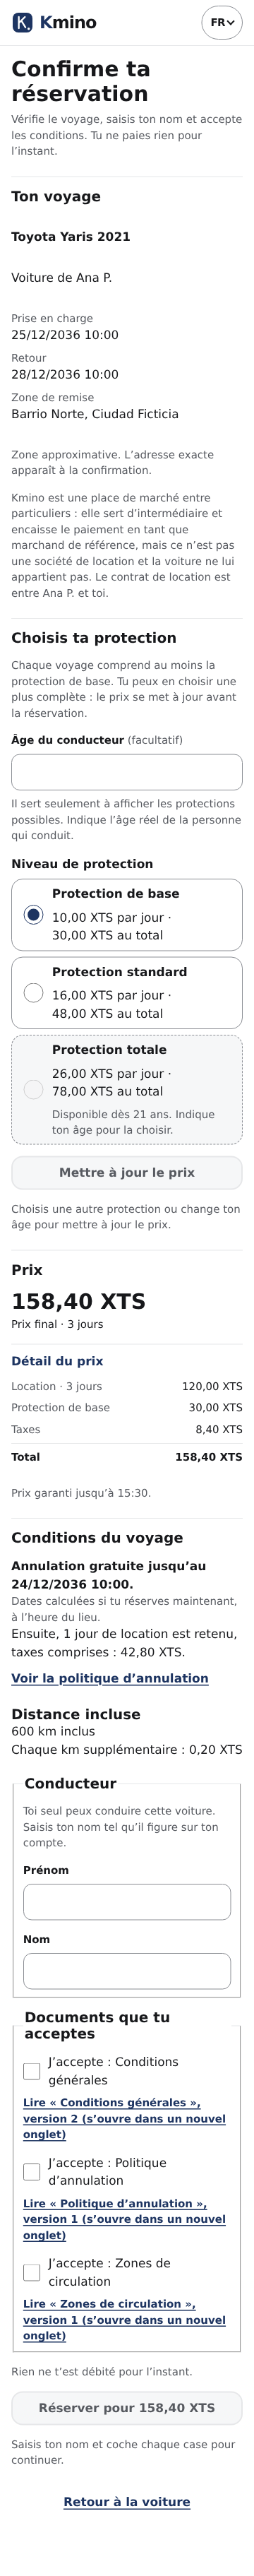 Kmino
FR
Confirme ta
réservation
Vérifie le voyage, saisis ton nom et accepte
les conditions. Tu ne paies rien pour
l’instant.
Ton voyage
Toyota Yaris 2021
Voiture de Ana P.
Prise en charge
25/12/2036 10:00
Retour
28/12/2036 10:00
Zone de remise
Barrio Norte, Ciudad Ficticia
Zone approximative. L’adresse exacte
apparaît à la confirmation.
Kmino est une place de marché entre
particuliers : elle sert d’intermédiaire et
encaisse le paiement en tant que
marchand de référence, mais ce n’est pas
une société de location et la voiture ne lui
appartient pas. Le contrat de location est
entre Ana P. et toi.
Choisis ta protection
Chaque voyage comprend au moins la
protection de base. Tu peux en choisir une
plus complète : le prix se met à jour avant
la réservation.
Âge du conducteur (facultatif)
Il sert seulement à afficher les protections
possibles. Indique l’âge réel de la personne
qui conduit.
Niveau de protection
Protection de base
10,00 XTS par jour ·
30,00 XTS au total
Protection standard
16,00 XTS par jour ·
48,00 XTS au total
Protection totale
26,00 XTS par jour ·
78,00 XTS au total
Disponible dès 21 ans. Indique
ton âge pour la choisir.
Mettre à jour le prix
Choisis une autre protection ou change ton
âge pour mettre à jour le prix.
Prix
158,40 XTS
Prix final · 3 jours
Détail du prix
Location · 3 jours 120,00 XTS
Protection de base 30,00 XTS
Taxes 8,40 XTS
Total 158,40 XTS
Prix garanti jusqu’à 15:30.
Conditions du voyage
Annulation gratuite jusqu’au
24/12/2036 10:00.
Dates calculées si tu réserves maintenant,
à l’heure du lieu.
Ensuite, 1 jour de location est retenu,
taxes comprises : 42,80 XTS.
Voir la politique d’annulation
Distance incluse
600 km inclus
Chaque km supplémentaire : 0,20 XTS
Conducteur
Toi seul peux conduire cette voiture.
Saisis ton nom tel qu’il figure sur ton
compte.
Prénom
Nom
Documents que tu
acceptes
J’accepte : Conditions
générales
Lire « Conditions générales »,
version 2 (s’ouvre dans un nouvel
onglet)
J’accepte : Politique
d’annulation
Lire « Politique d’annulation »,
version 1 (s’ouvre dans un nouvel
onglet)
J’accepte : Zones de
circulation
Lire « Zones de circulation »,
version 1 (s’ouvre dans un nouvel
onglet)
Rien ne t’est débité pour l’instant.
Réserver pour 158,40 XTS
Saisis ton nom et coche chaque case pour
continuer.
Retour à la voiture